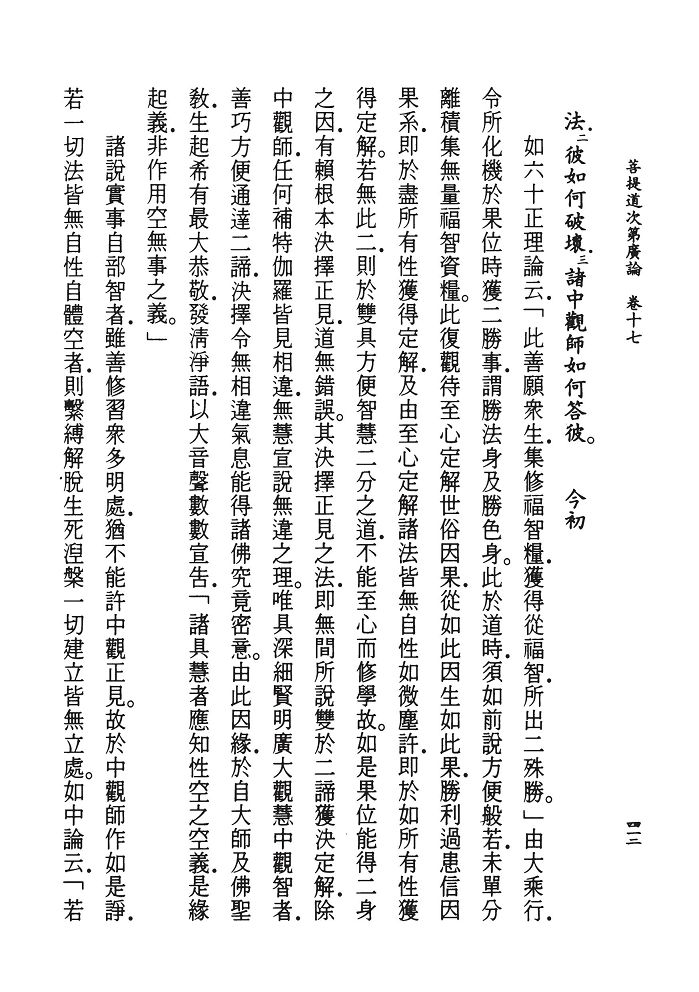 菩提道次第廣論　卷十七
四一三
法．二彼如何破壞．三諸中觀師如何答彼。　今初
如六十正理論云「此善願衆生．集修福智糧．獲得從福智．所出二殊勝。」由大乘行．
令所化機於果位時獲二勝事．謂勝法身及勝色身。此於道時．須如前說方便般若．未單分
離積集無量福智資糧。此復觀待至心定解世俗因果．從如此因生如此果．勝利過患信因
果系．即於盡所有性獲得定解．及由至心定解諸法皆無自性如微塵許．即於如所有性獲
得定解。若無此二．則於雙具方便智慧二分之道．不能至心而修學故。如是果位能得二身
之因．有賴根本決擇正見．道無錯誤。其決擇正見之法．即無間所說雙於二諦獲決定解．除
中觀師．任何補特伽羅皆見相違．無慧宣說無違之理。唯具深細賢明廣大觀慧中觀智者．
善巧方便通達二諦．決擇令無相違氣息．能得諸佛究竟密意。由此因緣．於自大師及佛聖
敎．生起希有最大恭敬．發淸淨語．以大音聲數數宣吿．「諸具慧者應知性空之空義．是緣
起義．非作用空無事之義。」
諸說實事自部智者．雖善修習衆多明處．猶不能許中觀正見。故於中觀師作如是諍．
若一切法皆無自性自體空者．則繫縛解脫生死涅槃一切建立皆無立處。如中論云．「若